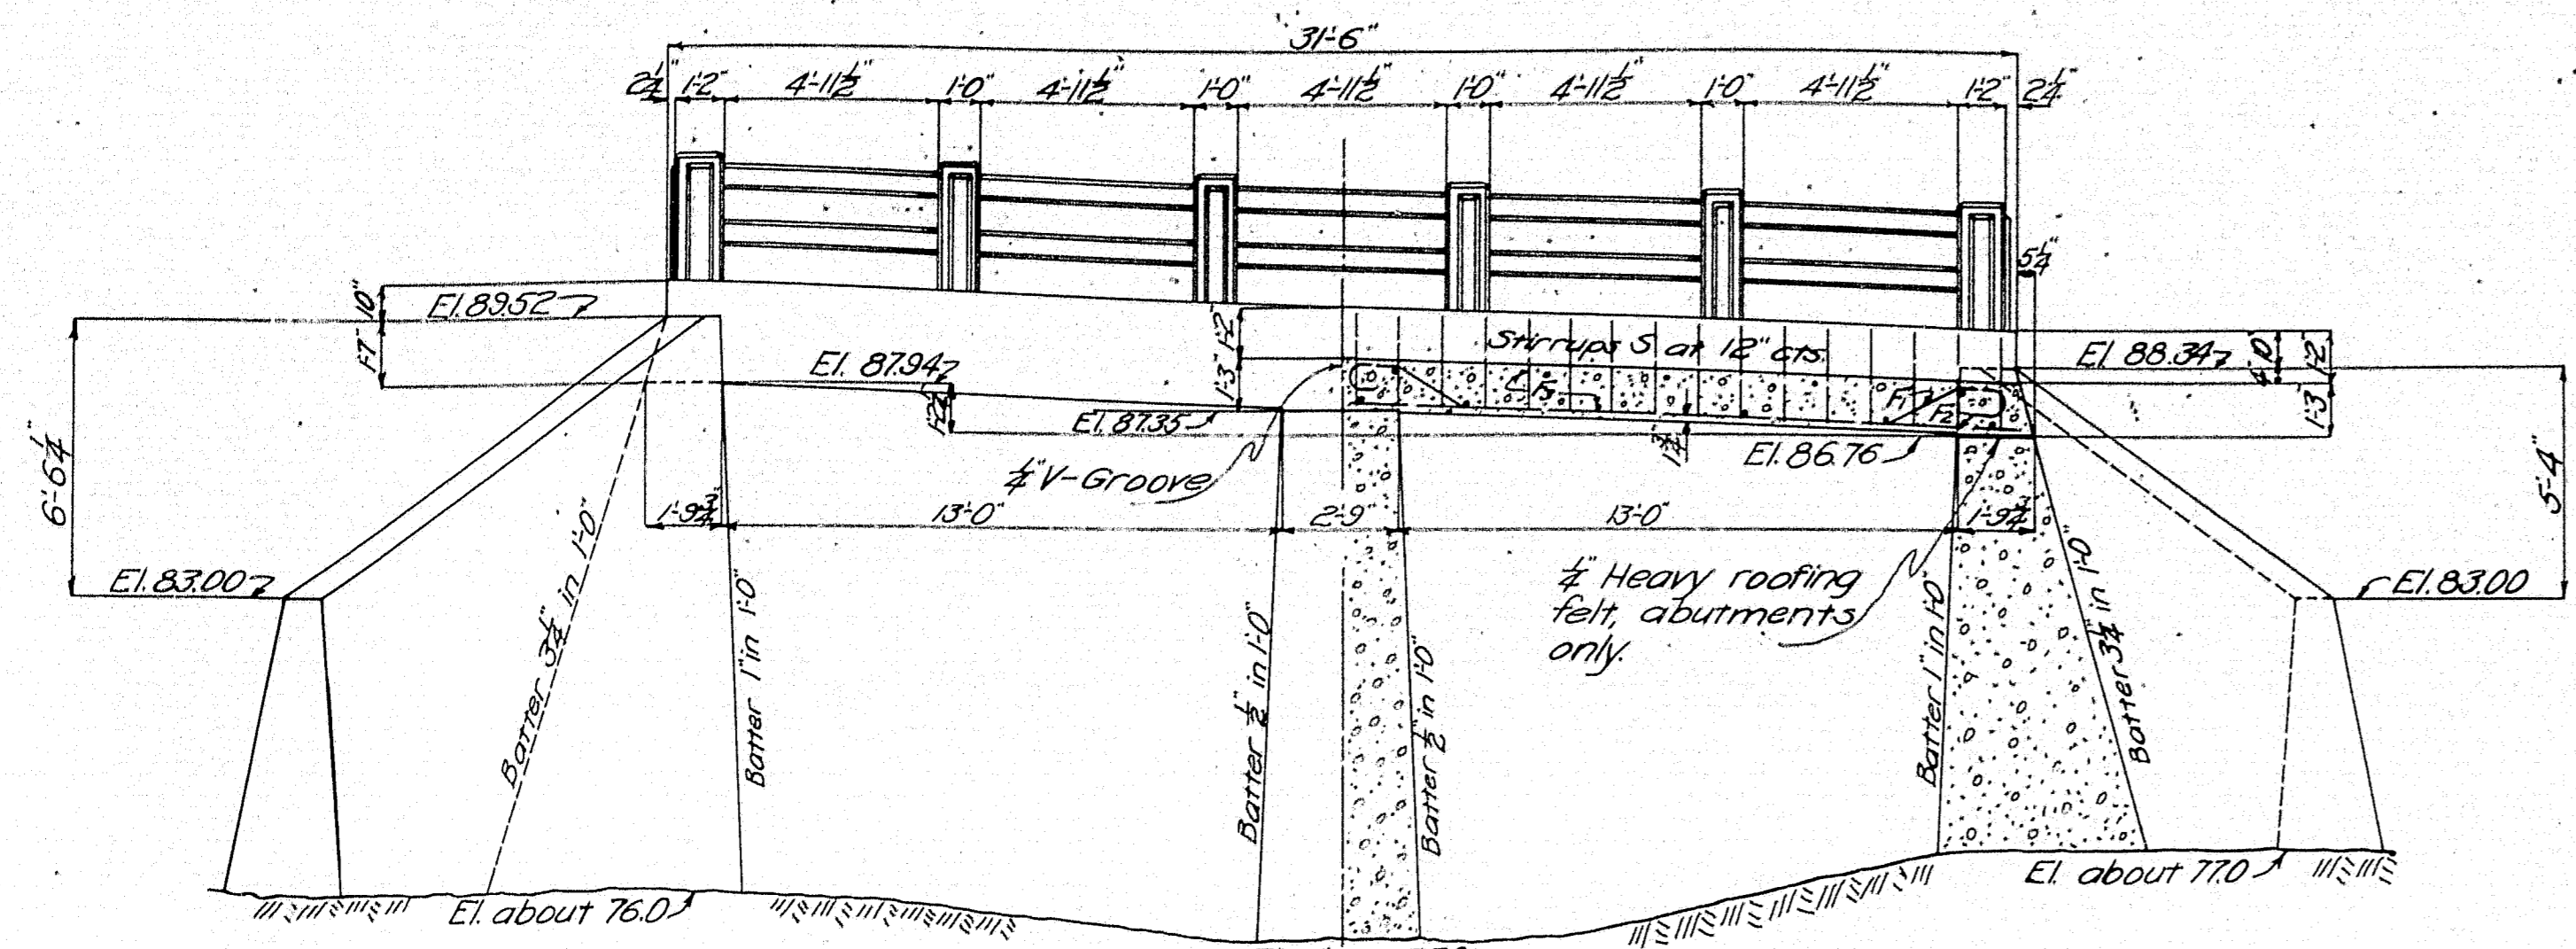 31'-6"
2¼" 1'-2" 4'-11½" 1'-0" 4'-11½" 1'-0" 4'-11½" 1'-0" 4'-11½" 1'-0" 4'-11½" 1'-2" 2¼"
5¼"
10"
El. 89.52
1'-7"
1'-2"
Stirrups S at 12" cts.
El. 88.34
10"
4"
1'-2"
El. 87.94
1'-3"
F3
F1
F2
1'-3"
El. 87.35
1¾"
El. 86.76
6'-6¼"
5'-4"
¼" V-Groove
1'-9¾" 13'-0" 2'-9" 13'-0" 1'-9¾"
El. 83.00
¼" Heavy roofing
felt, abutments
only.
El. 83.00
Batter 3¼" in 1'-0"
Batter 1" in 1'-0"
Batter ½" in 1'-0"
Batter ½" in 1'-0"
Batter 1" in 1'-0"
Batter 3¼" in 1'-0"
El. about 76.0
El. about 77.0